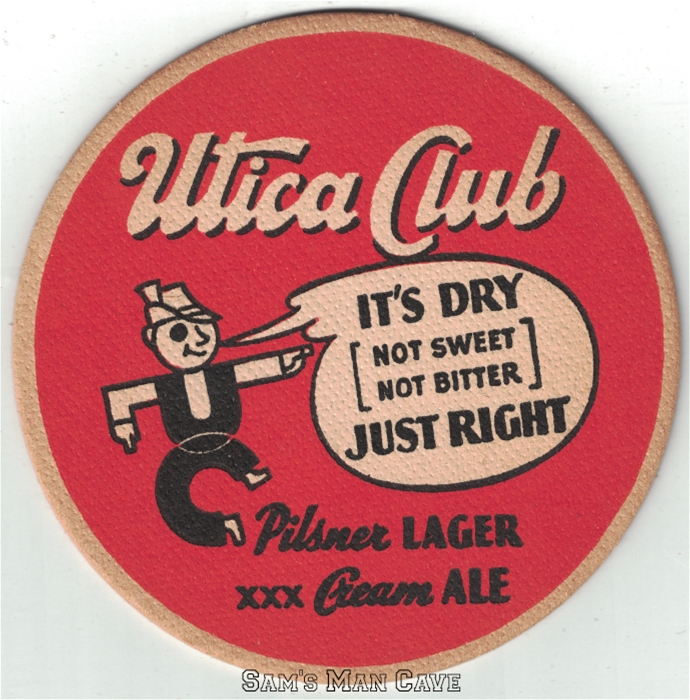 Utica Club
IT'S DRY
[NOT SWEET
NOT BITTER]
JUST RIGHT
Pilsner LAGER
xxx Cream ALE
SAM'S MAN CAVE